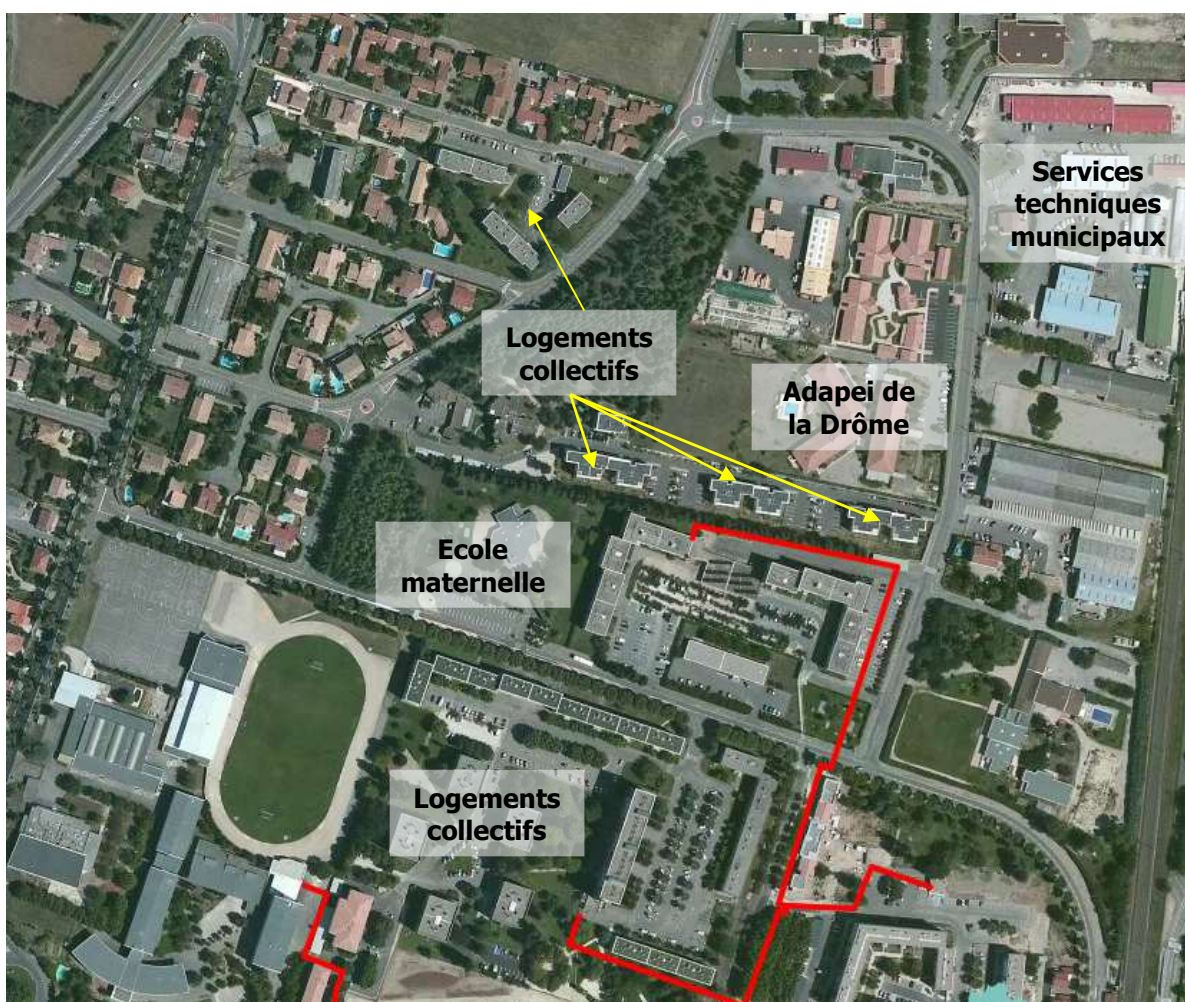 Services
techniques
municipaux
Logements
collectifs
Adapei de
la Drôme
Ecole
maternelle
Logements
collectifs